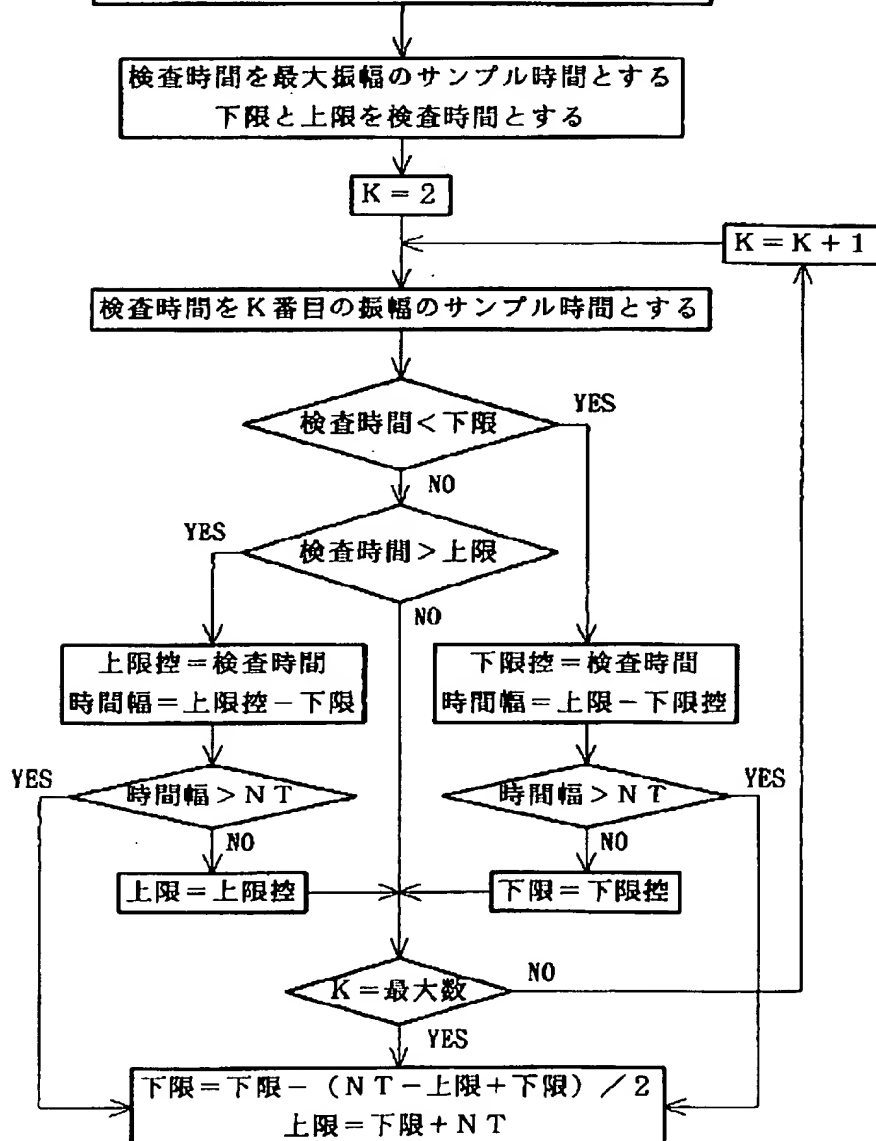 検査時間を最大振幅のサンプル時間とする
下限と上限を検査時間とする
K＝2
K＝K＋1
検査時間をK番目の振幅のサンプル時間とする
検査時間＜下限
YES
NO
YES
検査時間＞上限
NO
上限控＝検査時間
時間幅＝上限控－下限
下限控＝検査時間
時間幅＝上限－下限控
YES
時間幅＞NT
時間幅＞NT
YES
NO
NO
上限＝上限控
下限＝下限控
K＝最大数
NO
YES
下限＝下限－（NT－上限＋下限）／2
上限＝下限＋NT